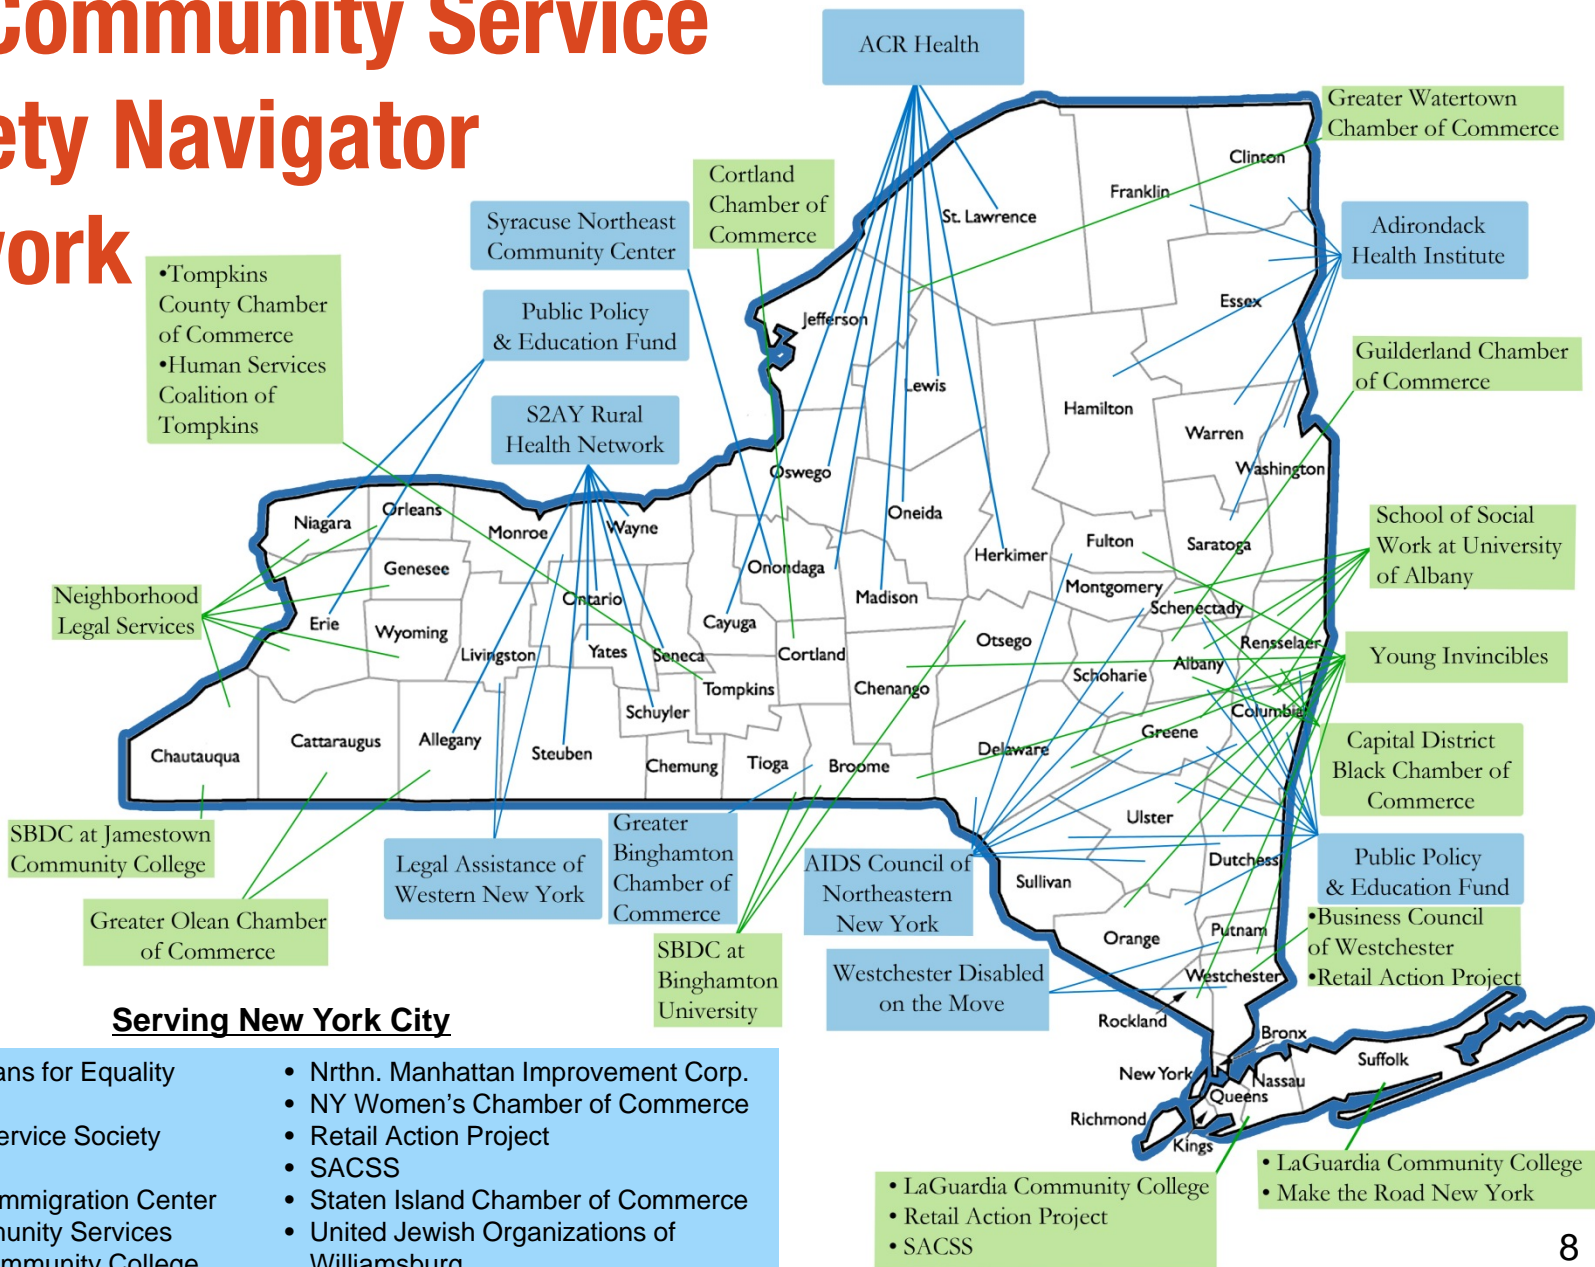 Community Service
ety Navigator
work
ACR Health
Greater Watertown
Chamber of Commerce
Cortland
Chamber of
Commerce
Syracuse Northeast
Community Center
Adirondack
Health Institute
•Tompkins
County Chamber
of Commerce
•Human Services
Coalition of
Tompkins
Public Policy
& Education Fund
Guilderland Chamber
of Commerce
S2AY Rural
Health Network
School of Social
Work at University
of Albany
Neighborhood
Legal Services
Young Invincibles
Capital District
Black Chamber of
Commerce
SBDC at Jamestown
Community College
Greater Olean Chamber
of Commerce
Legal Assistance of
Western New York
Greater
Binghamton
Chamber of
Commerce
SBDC at
Binghamton
University
AIDS Council of
Northeastern
New York
Westchester Disabled
on the Move
Public Policy
& Education Fund
•Business Council
of Westchester
•Retail Action Project
Clinton
Franklin
St. Lawrence
Essex
Jefferson
Lewis
Hamilton
Warren
Washington
Oswego
Oneida
Herkimer
Fulton
Saratoga
Niagara
Orleans
Monroe
Wayne
Genesee
Onondaga
Madison
Montgomery
Schenectady
Ontario
Cayuga
Erie
Wyoming
Livingston
Yates
Seneca
Cortland
Otsego
Rensselaer
Albany
Schoharie
Tompkins
Chenango
Schuyler
Columbia
Greene
Delaware
Chautauqua
Cattaraugus
Allegany
Steuben
Chemung
Tioga
Broome
Ulster
Dutchess
Sullivan
Orange
Putnam
Westchester
Rockland
Bronx
New York
Nassau
Suffolk
Queens
Richmond
Kings
Serving New York City
ans for Equality
ervice Society
mmigration Center
unity Services
mmunity College
• Nrthn. Manhattan Improvement Corp.
• NY Women's Chamber of Commerce
• Retail Action Project
• SACSS
• Staten Island Chamber of Commerce
• United Jewish Organizations of
Williamsburg
• LaGuardia Community College
• Retail Action Project
• SACSS
• LaGuardia Community College
• Make the Road New York
8